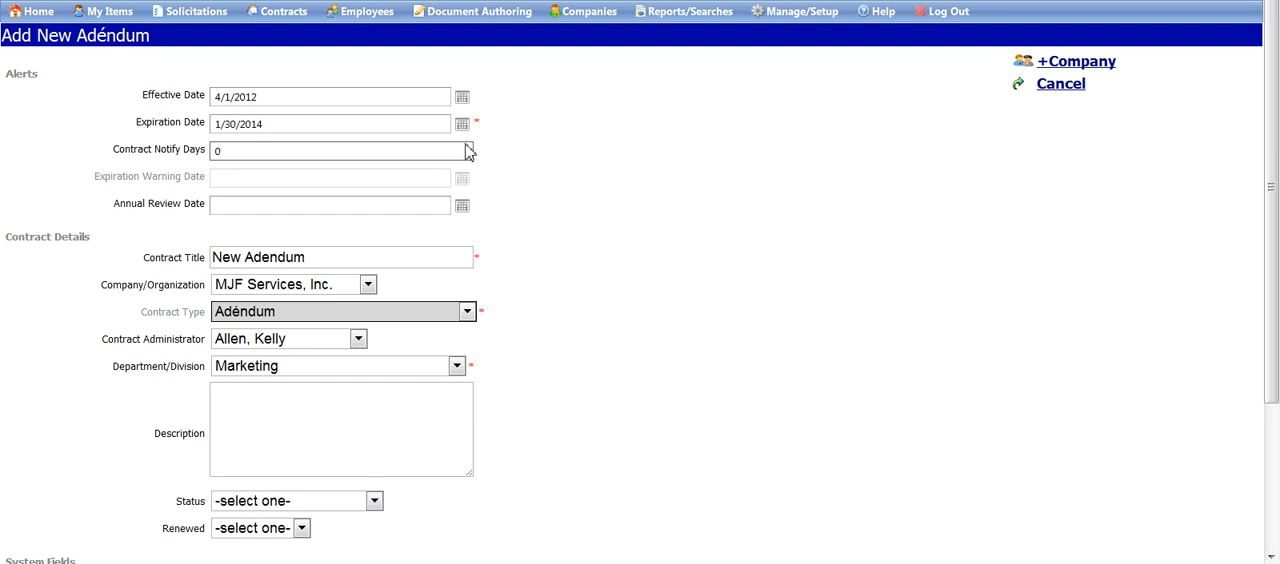 Home My Items Solicitations Contracts Employees Document Authoring Companies Reports/Searches Manage/Setup Help Log Out
Add New Adéndum
+Company
Cancel
Alerts
Effective Date 4/1/2012
Expiration Date 1/30/2014 *
Contract Notify Days 0
Expiration Warning Date
Annual Review Date
Contract Details
Contract Title New Adendum *
Company/Organization MJF Services, Inc.
Contract Type Adéndum *
Contract Administrator Allen, Kelly
Department/Division Marketing *
Description
Status -select one-
Renewed -select one-
System Fields